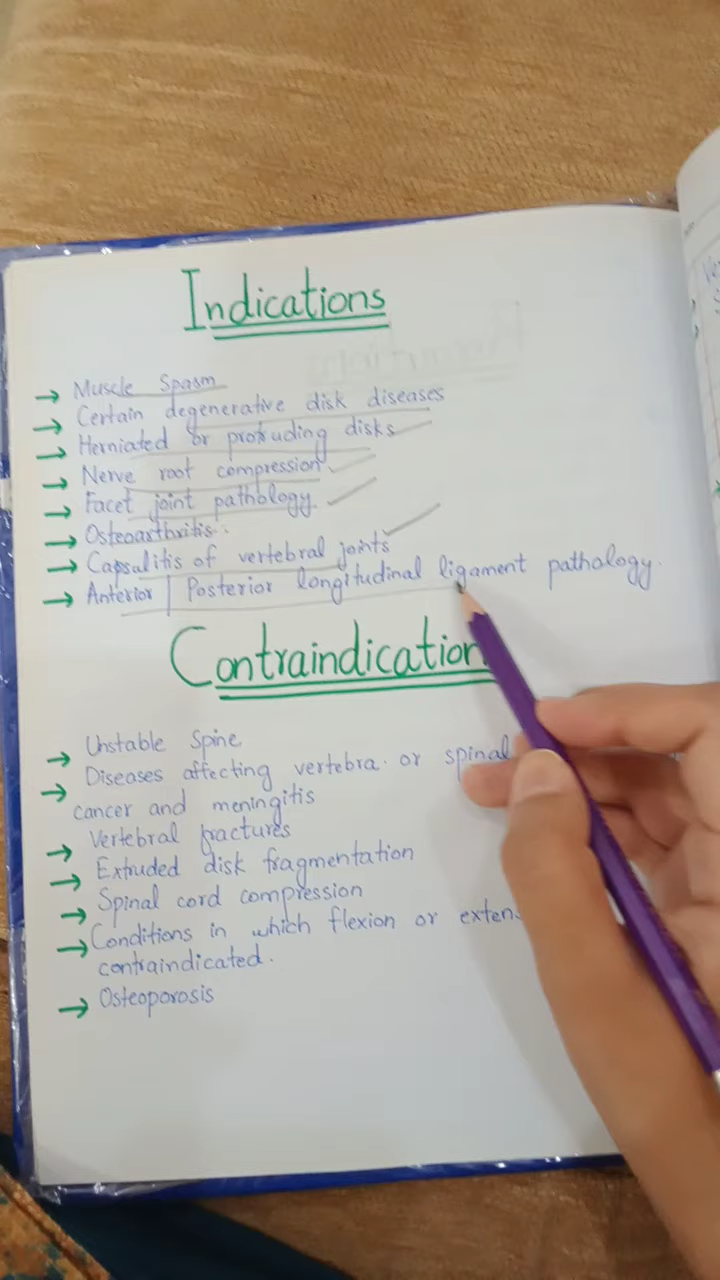 Indications
→ Muscle Spasm
→ Certain degenerative disk diseases
→ Herniated or protruding disks
→ Nerve root compression
→ Facet joint pathology.
→ Osteoarthritis.
→ Capsalitis of vertebral joints
→ Anterior | Posterior longitudinal ligament pathology.
Contraindication
→ Unstable Spine
→ Diseases affecting vertebra or spinal
cancer and meningitis
→ Vertebral fractures
→ Extruded disk fragmentation
→ Spinal cord compression
→ Conditions in which flexion or exten
contraindicated.
→ Osteoporosis